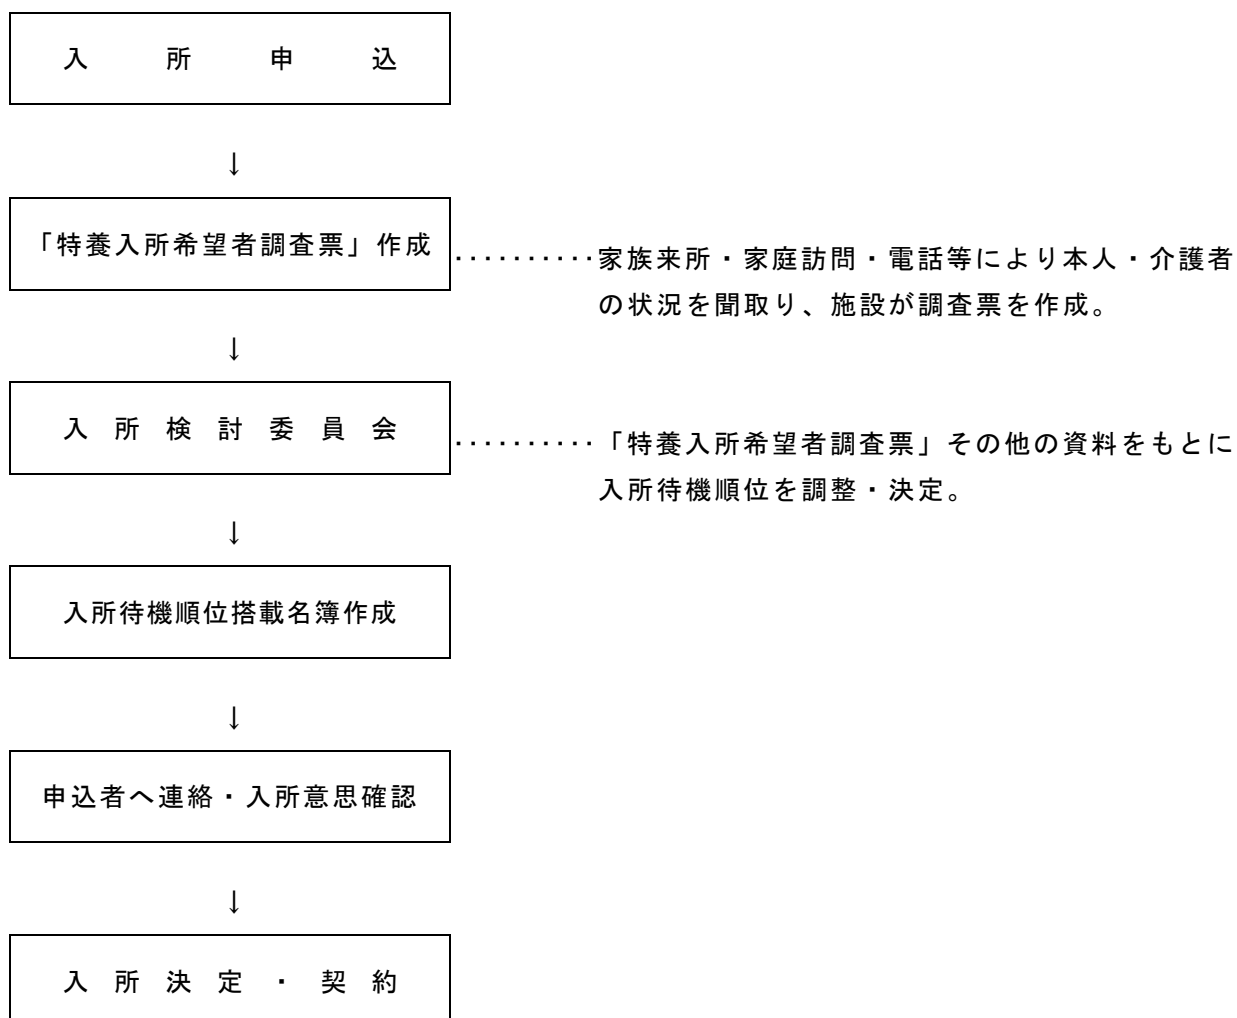 入所申込
↓
「特養入所希望者調査票」作成
‥‥‥‥‥家族来所・家庭訪問・電話等により本人・介護者
の状況を聞取り、施設が調査票を作成。
↓
入所検討委員会
‥‥‥‥‥「特養入所希望者調査票」その他の資料をもとに
入所待機順位を調整・決定。
↓
入所待機順位搭載名簿作成
↓
申込者へ連絡・入所意思確認
↓
入所決定・契約